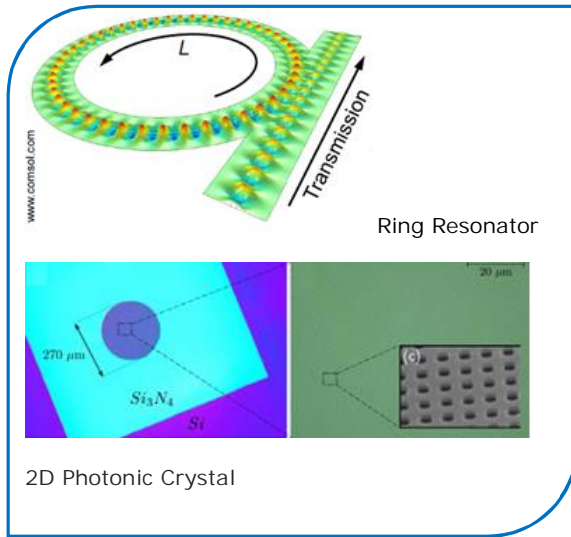 L
www.comsol.com
Transmission
Ring Resonator
20 μm
270 μm
(c)
Si₃N₄
Si
2D Photonic Crystal